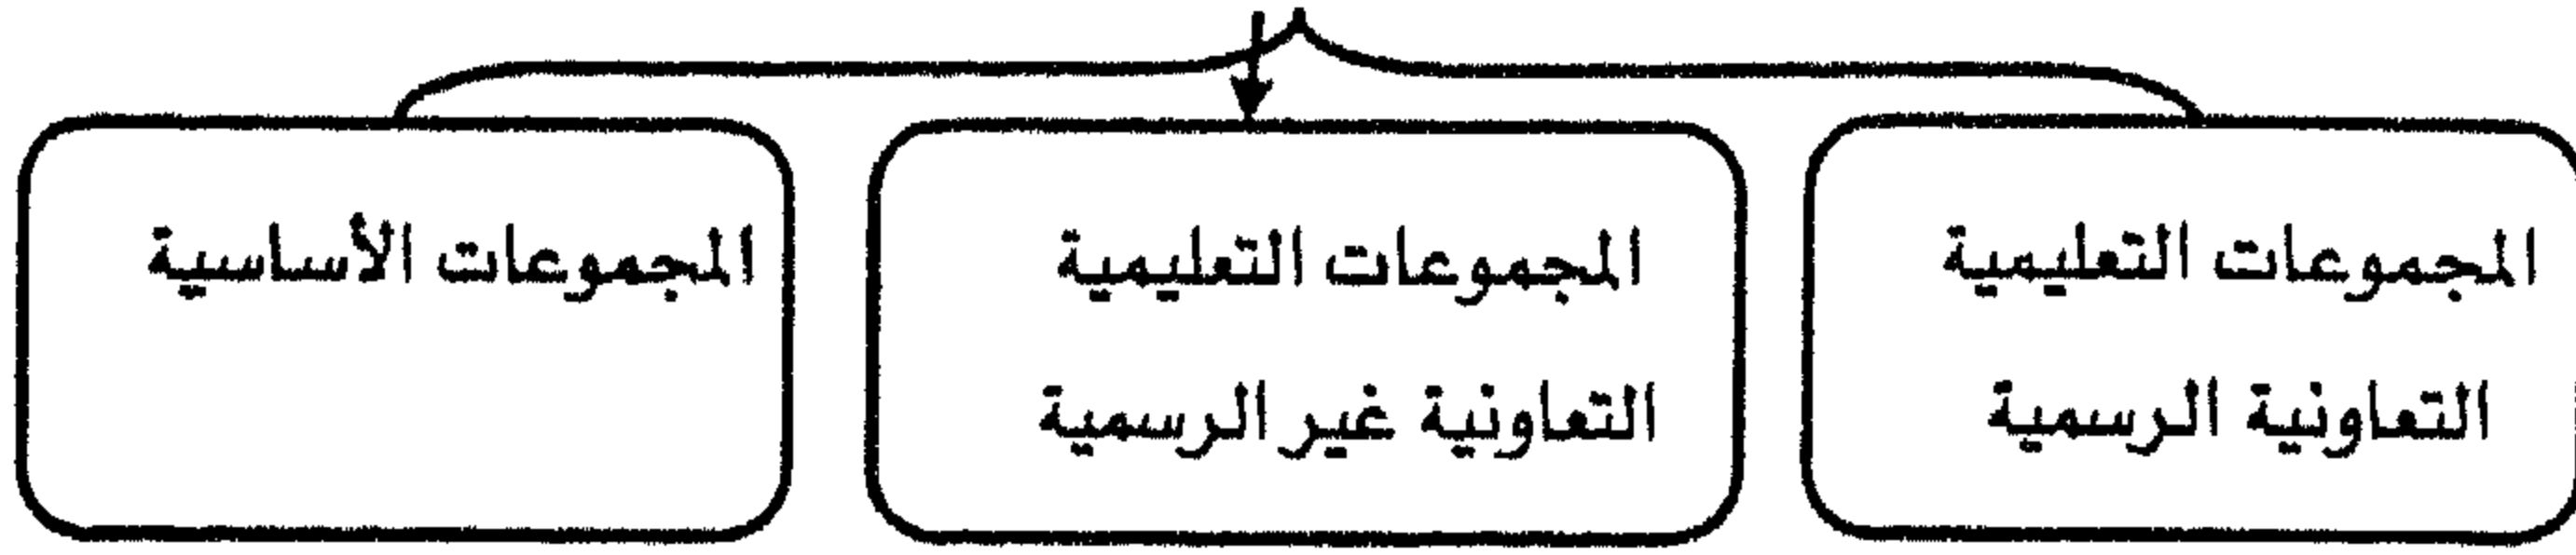 المجموعات التعليمية
التعاونية الرسمية
المجموعات التعليمية
التعاونية غير الرسمية
المجموعات الأساسية